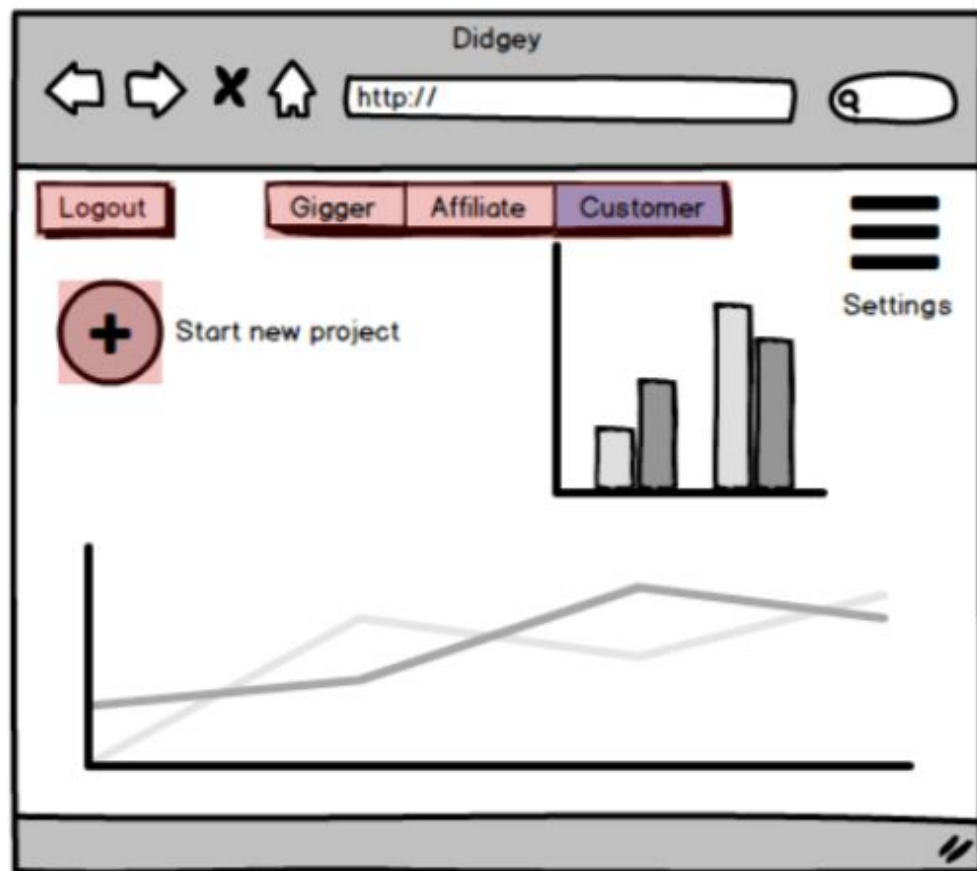 Didgey
http://
Logout
Gigger Affiliate Customer
Settings
Start new project